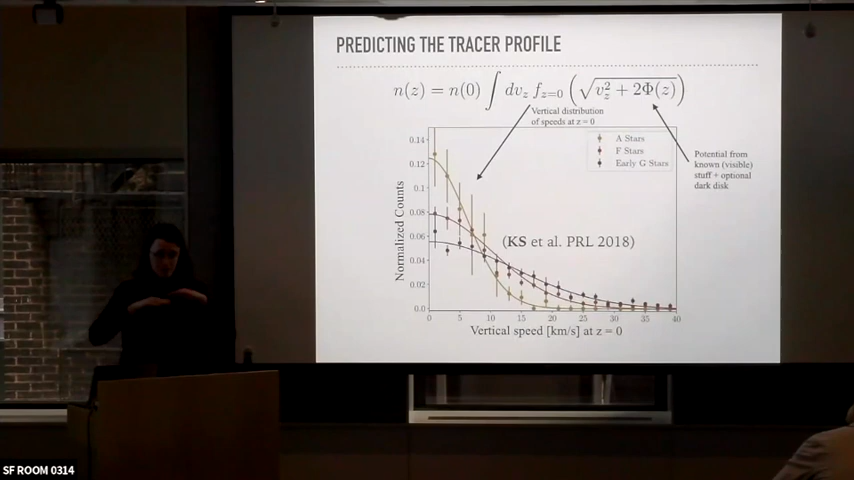 PREDICTING THE TRACER PROFILE
n(z) = n(0) ∫ dv_z f_{z=0} (√(v_z^2 + 2Φ(z)))
Vertical distribution
of speeds at z = 0
A Stars
F Stars
Early G Stars
Potential from
known (visible)
stuff + optional
dark disk
(KS et al. PRL 2018)
Normalized Counts
0.14
0.12
0.1
0.08
0.06
0.04
0.02
0.0
0 5 10 15 20 25 30 35 40
Vertical speed [km/s] at z = 0
SF ROOM 0314